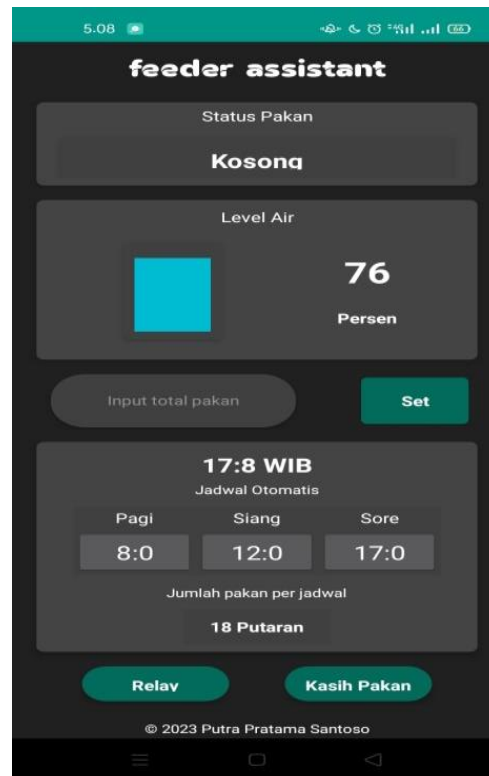 5.08
feeder assistant
Status Pakan
Kosong
Level Air
76
Persen
Input total pakan
Set
17:8 WIB
Jadwal Otomatis
Pagi Siang Sore
8:0 12:0 17:0
Jumlah pakan per jadwal
18 Putaran
Relay Kasih Pakan
© 2023 Putra Pratama Santoso